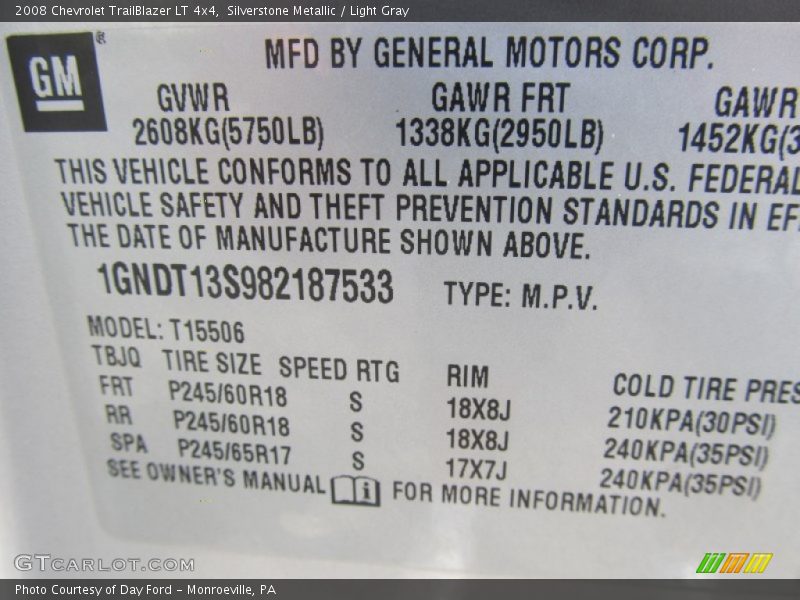 2008 Chevrolet TrailBlazer LT 4x4, Silverstone Metallic / Light Gray
GM®
MFD BY GENERAL MOTORS CORP.
GVWR GAWR FRT GAWR
2608KG(5750LB) 1338KG(2950LB) 1452KG(3
THIS VEHICLE CONFORMS TO ALL APPLICABLE U.S. FEDERAL
VEHICLE SAFETY AND THEFT PREVENTION STANDARDS IN EF
THE DATE OF MANUFACTURE SHOWN ABOVE.
1GNDT13S982187533 TYPE: M.P.V.
MODEL: T15506
TBJQ TIRE SIZE SPEED RTG RIM COLD TIRE PRES
FRT P245/60R18 S 18X8J 210KPA(30PSI)
RR P245/60R18 S 18X8J 240KPA(35PSI)
SPA P245/65R17 S 17X7J 240KPA(35PSI)
SEE OWNER'S MANUAL i FOR MORE INFORMATION.
GTCARLOT.COM
Photo Courtesy of Day Ford – Monroeville, PA